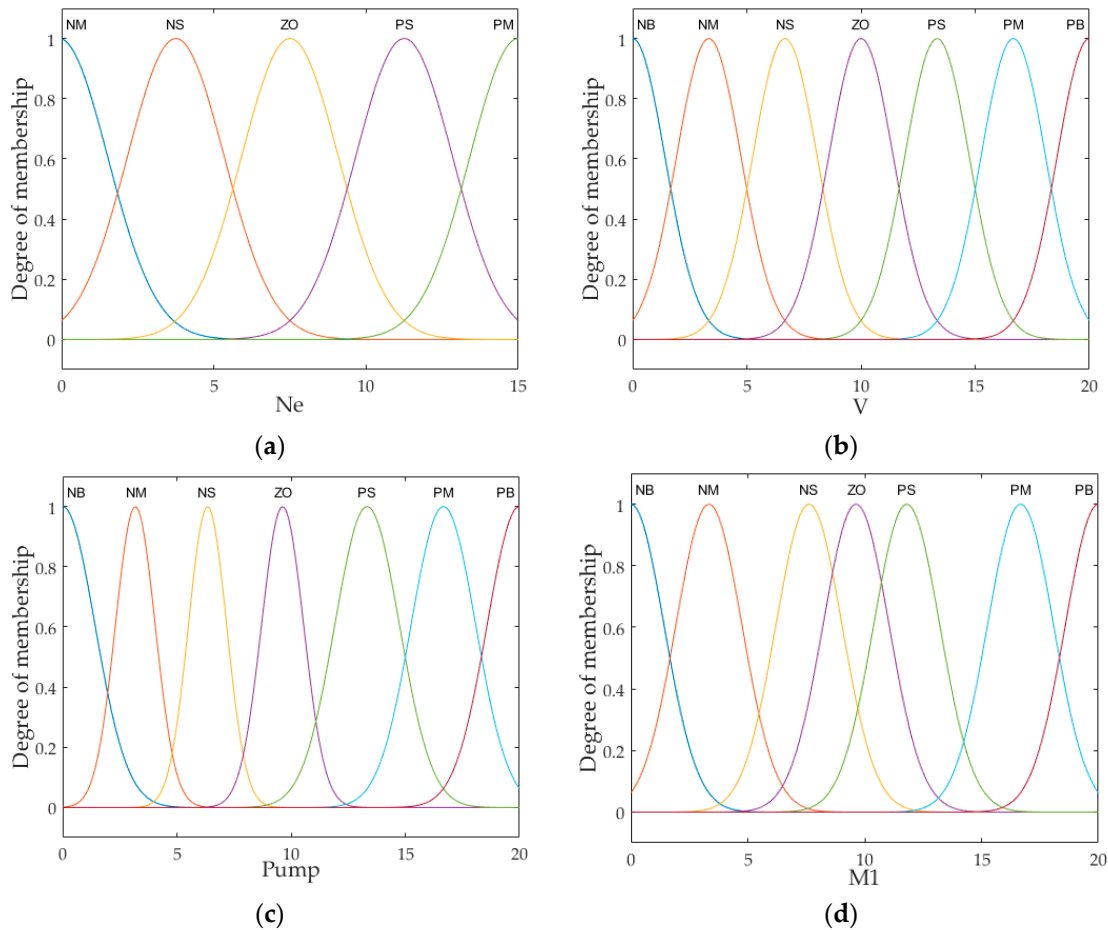 NM NS ZO PS PM
1
0.8
0.6
0.4
0.2
0
Degree of membership
0 5 10 15
Ne
(a)
NB NM NS ZO PS PM PB
1
0.8
0.6
0.4
0.2
0
Degree of membership
0 5 10 15 20
V
(b)
NB NM NS ZO PS PM PB
1
0.8
0.6
0.4
0.2
0
Degree of membership
0 5 10 15 20
Pump
(c)
NB NM NS ZO PS PM PB
1
0.8
0.6
0.4
0.2
0
Degree of membership
0 5 10 15 20
M1
(d)